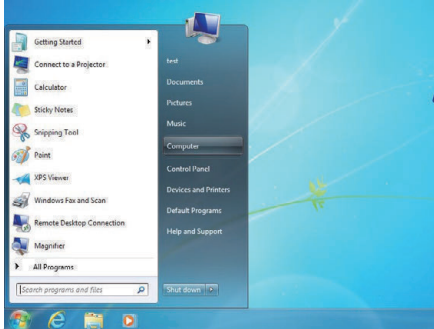 Getting Started
Connect to a Projector
Calculator
Sticky Notes
Snipping Tool
Paint
XPS Viewer
Windows Fax and Scan
Remote Desktop Connection
Magnifier
All Programs
Search programs and files
test
Documents
Pictures
Music
Computer
Control Panel
Devices and Printers
Default Programs
Help and Support
Shut down